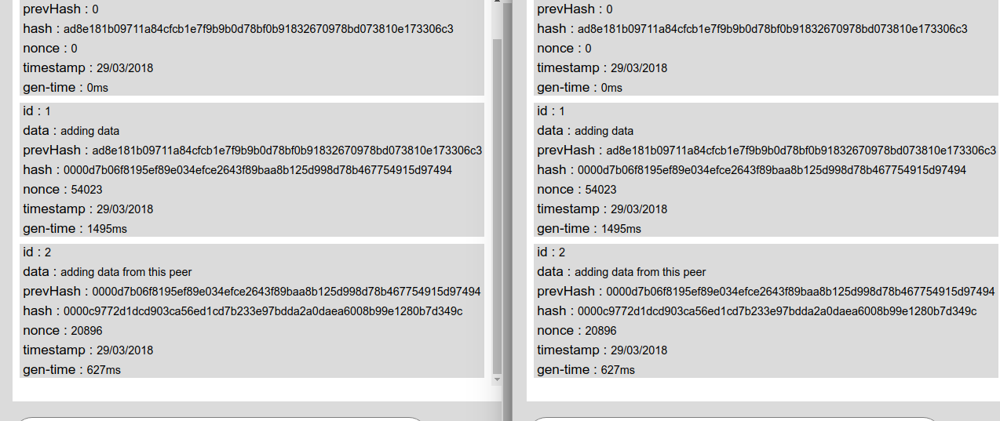 prevHash : 0
hash : ad8e181b09711a84cfcb1e7f9b9b0d78bf0b91832670978bd073810e173306c3
nonce : 0
timestamp : 29/03/2018
gen-time : 0ms
id : 1
data : adding data
prevHash : ad8e181b09711a84cfcb1e7f9b9b0d78bf0b91832670978bd073810e173306c3
hash : 0000d7b06f8195ef89e034efce2643f89baa8b125d998d78b467754915d97494
nonce : 54023
timestamp : 29/03/2018
gen-time : 1495ms
id : 2
data : adding data from this peer
prevHash : 0000d7b06f8195ef89e034efce2643f89baa8b125d998d78b467754915d97494
hash : 0000c9772d1dcd903ca56ed1cd7b233e97bdda2a0daea6008b99e1280b7d349c
nonce : 20896
timestamp : 29/03/2018
gen-time : 627ms
prevHash : 0
hash : ad8e181b09711a84cfcb1e7f9b9b0d78bf0b91832670978bd073810e173306c3
nonce : 0
timestamp : 29/03/2018
gen-time : 0ms
id : 1
data : adding data
prevHash : ad8e181b09711a84cfcb1e7f9b9b0d78bf0b91832670978bd073810e173306c3
hash : 0000d7b06f8195ef89e034efce2643f89baa8b125d998d78b467754915d97494
nonce : 54023
timestamp : 29/03/2018
gen-time : 1495ms
id : 2
data : adding data from this peer
prevHash : 0000d7b06f8195ef89e034efce2643f89baa8b125d998d78b467754915d97494
hash : 0000c9772d1dcd903ca56ed1cd7b233e97bdda2a0daea6008b99e1280b7d349c
nonce : 20896
timestamp : 29/03/2018
gen-time : 627ms